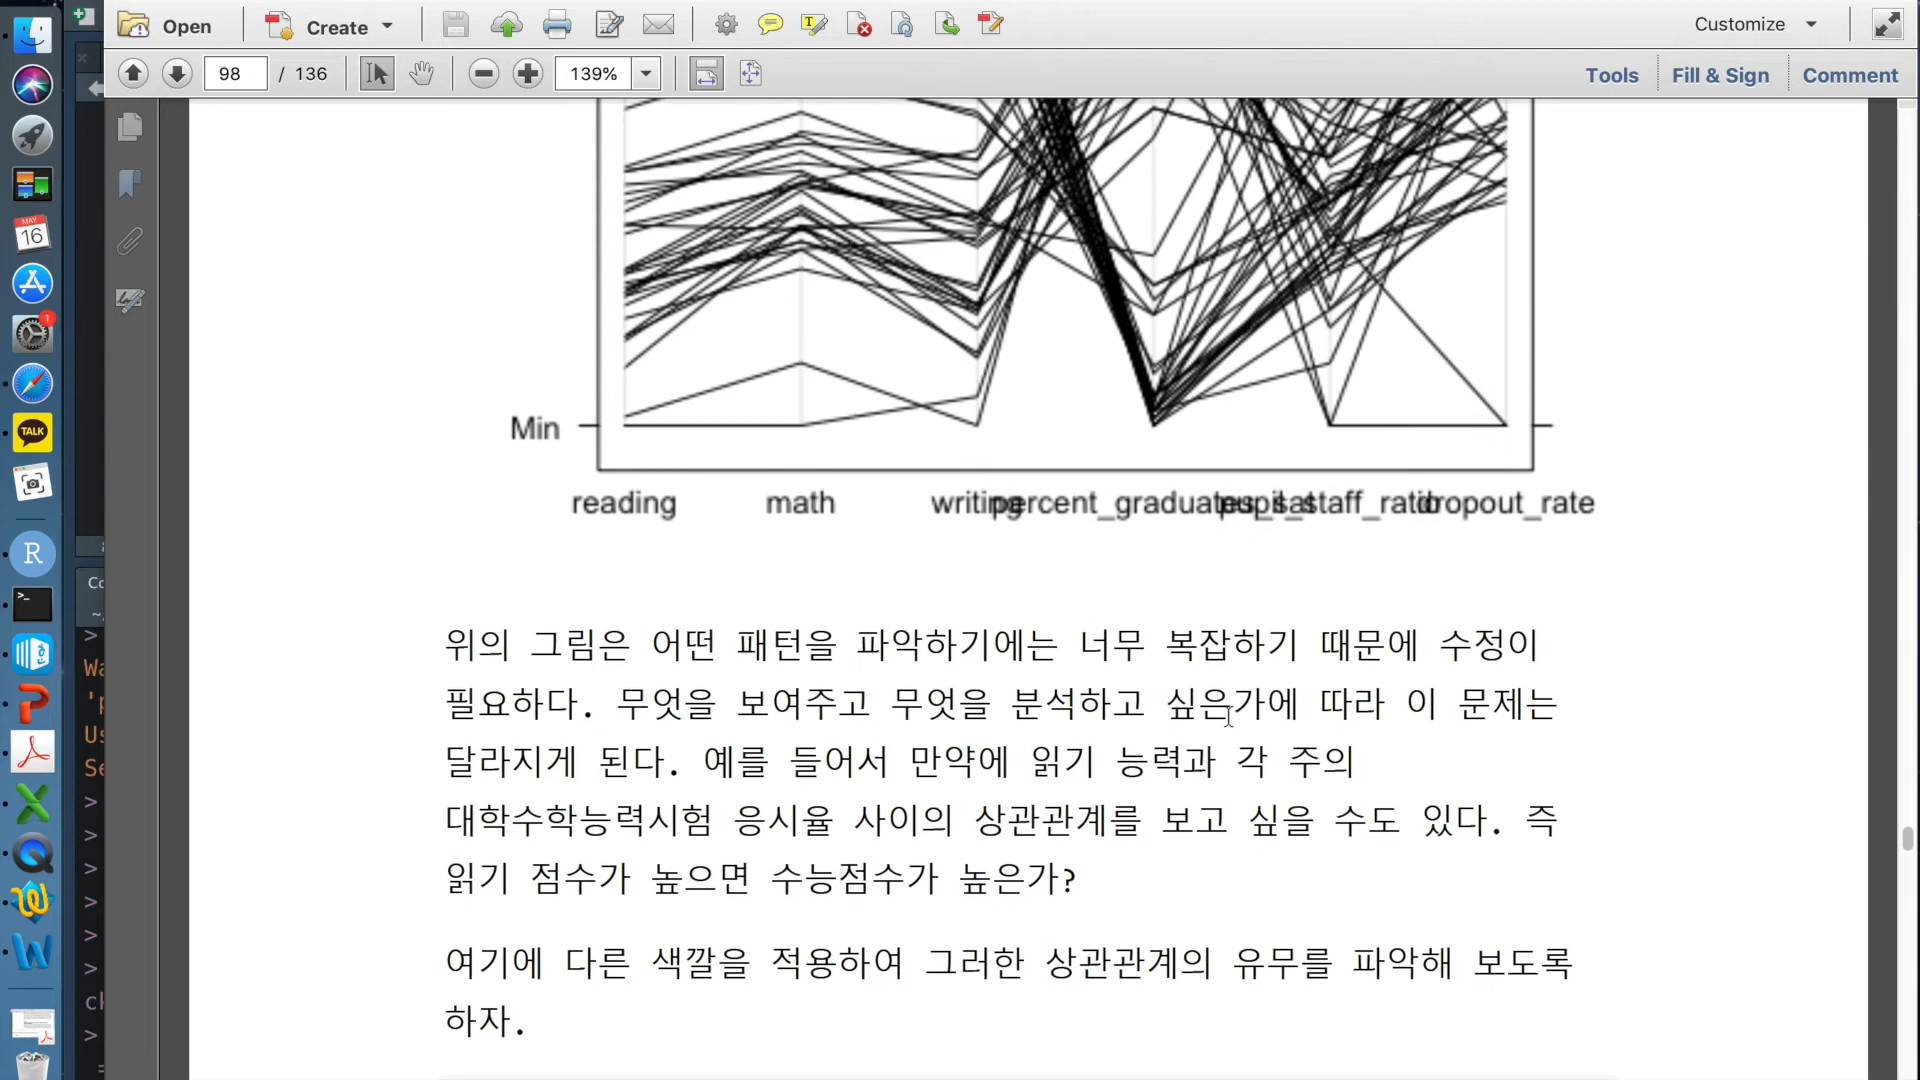 Open
Create
Customize
98 / 136
139%
Tools
Fill & Sign
Comment
MAY
16
1
TALK
R
Min
reading
math
writing
percent_graduates_sat
pupil_staff_ratio
dropout_rate
위의 그림은 어떤 패턴을 파악하기에는 너무 복잡하기 때문에 수정이
필요하다. 무엇을 보여주고 무엇을 분석하고 싶은가에 따라 이 문제는
달라지게 된다. 예를 들어서 만약에 읽기 능력과 각 주의
대학수학능력시험 응시율 사이의 상관관계를 보고 싶을 수도 있다. 즉
읽기 점수가 높으면 수능점수가 높은가?
여기에 다른 색깔을 적용하여 그러한 상관관계의 유무를 파악해 보도록
하자.